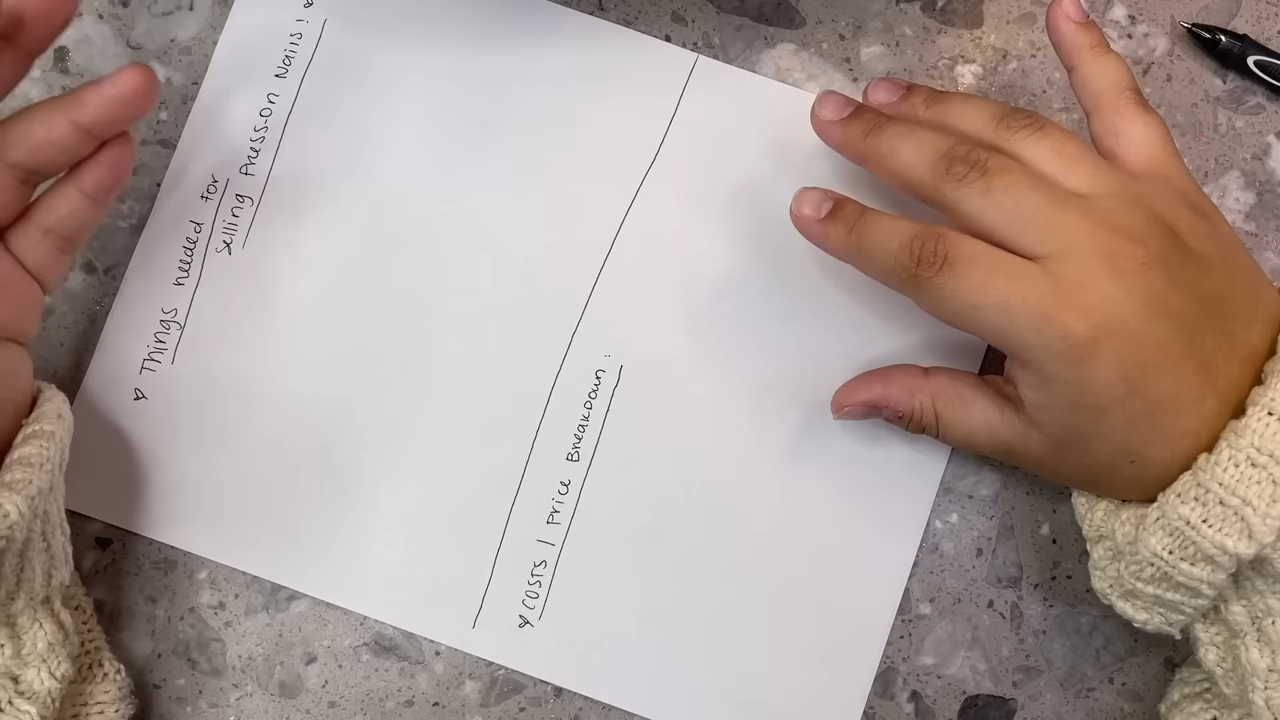 ♡ Things needed for
Selling Press-on Nails! ♡
♡ COSTS / Price Breakdown: